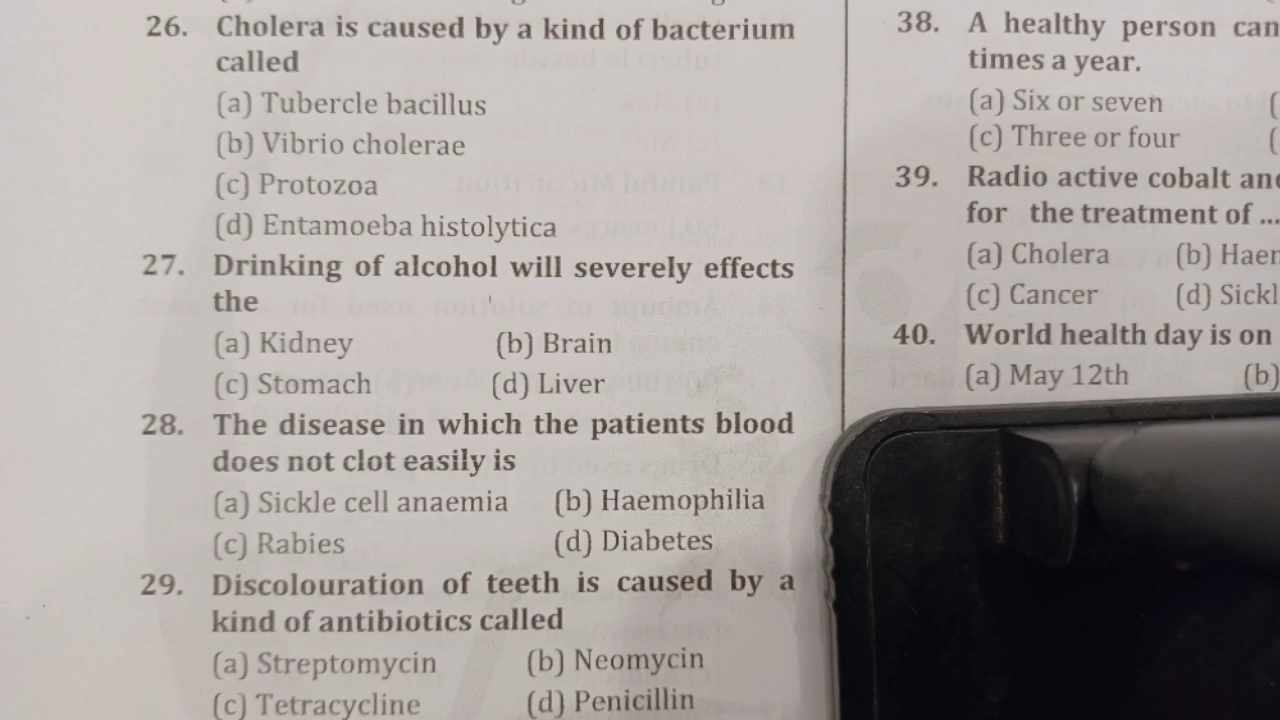 26. Cholera is caused by a kind of bacterium
called
(a) Tubercle bacillus
(b) Vibrio cholerae
(c) Protozoa
(d) Entamoeba histolytica
27. Drinking of alcohol will severely effects
the
(a) Kidney (b) Brain
(c) Stomach (d) Liver
28. The disease in which the patients blood
does not clot easily is
(a) Sickle cell anaemia (b) Haemophilia
(c) Rabies (d) Diabetes
29. Discolouration of teeth is caused by a
kind of antibiotics called
(a) Streptomycin (b) Neomycin
(c) Tetracycline (d) Penicillin
38. A healthy person can
times a year.
(a) Six or seven (
(c) Three or four (
39. Radio active cobalt and
for the treatment of ...
(a) Cholera (b) Haem
(c) Cancer (d) Sickl
40. World health day is on
(a) May 12th (b)